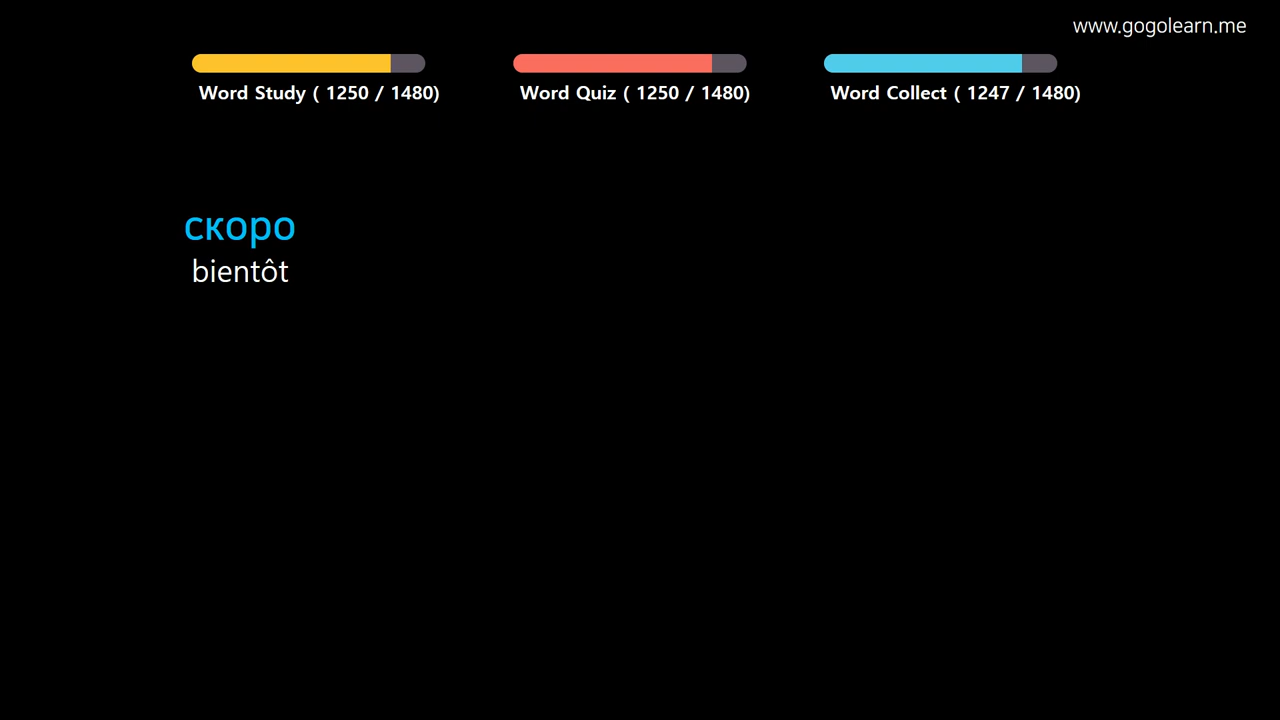 www.gogolearn.me
Word Study ( 1250 / 1480)
Word Quiz ( 1250 / 1480)
Word Collect ( 1247 / 1480)
скоро
bientôt